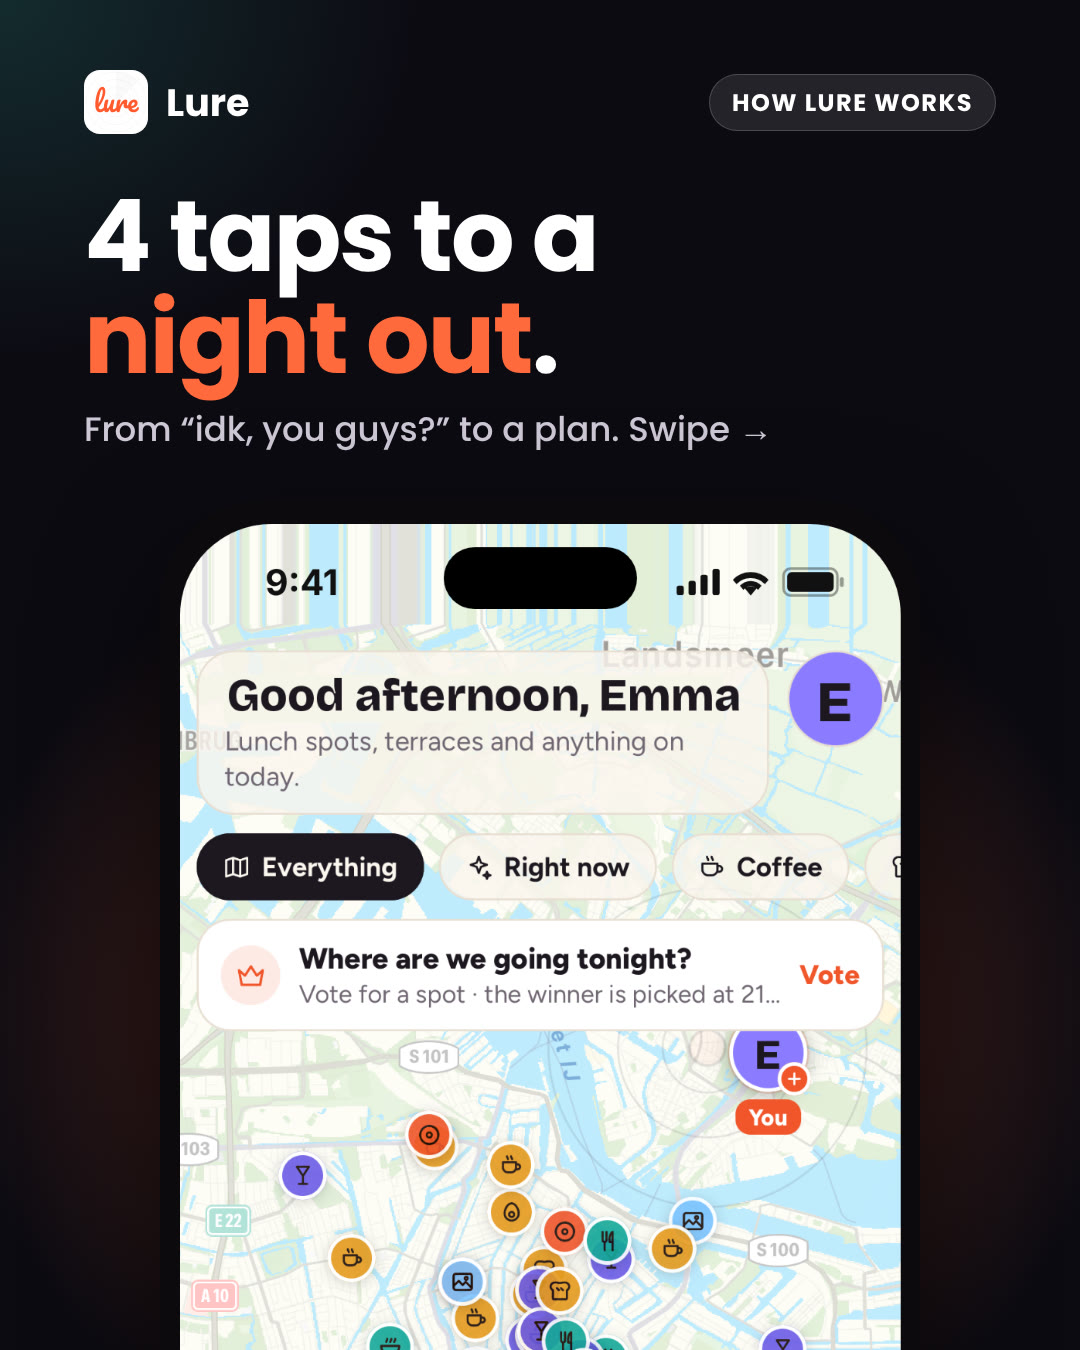 lure
Lure
HOW LURE WORKS
4 taps to a
night out.
From “idk, you guys?” to a plan. Swipe →
9:41
Landsmeer
Good afternoon, Emma
E
Lunch spots, terraces and anything on
today.
Everything
Right now
Coffee
Where are we going tonight?
Vote for a spot · the winner is picked at 21...
Vote
S 101
E
You
103
E 22
S 100
A 10